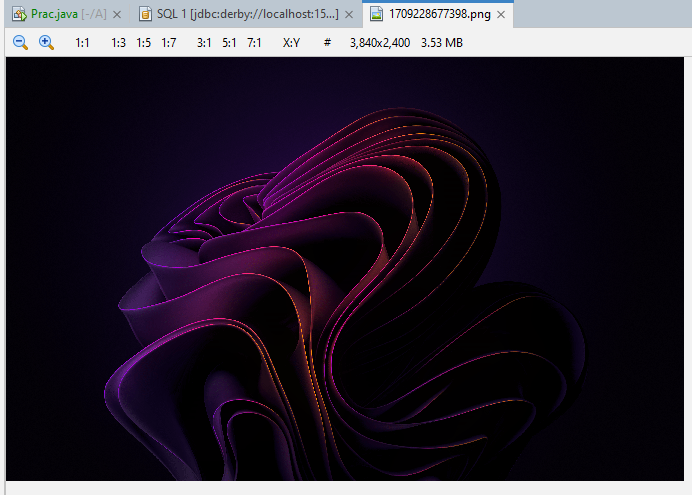 Prac.java [-/A] SQL 1 [jdbc:derby://localhost:15...] 1709228677398.png
1:1 1:3 1:5 1:7 3:1 5:1 7:1 X:Y # 3,840x2,400 3.53 MB